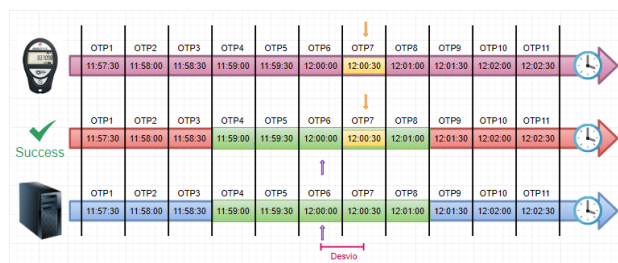 OTP1 OTP2 OTP3 OTP4 OTP5 OTP6 OTP7 OTP8 OTP9 OTP10 OTP11
11:57:30 11:58:00 11:58:30 11:59:00 11:59:30 12:00:00 12:00:30 12:01:00 12:01:30 12:02:00 12:02:30
OTP1 OTP2 OTP3 OTP4 OTP5 OTP6 OTP7 OTP8 OTP9 OTP10 OTP11
11:57:30 11:58:00 11:58:30 11:59:00 11:59:30 12:00:00 12:00:30 12:01:00 12:01:30 12:02:00 12:02:30
Success
OTP1 OTP2 OTP3 OTP4 OTP5 OTP6 OTP7 OTP8 OTP9 OTP10 OTP11
11:57:30 11:58:00 11:58:30 11:59:00 11:59:30 12:00:00 12:00:30 12:01:00 12:01:30 12:02:00 12:02:30
Desvio